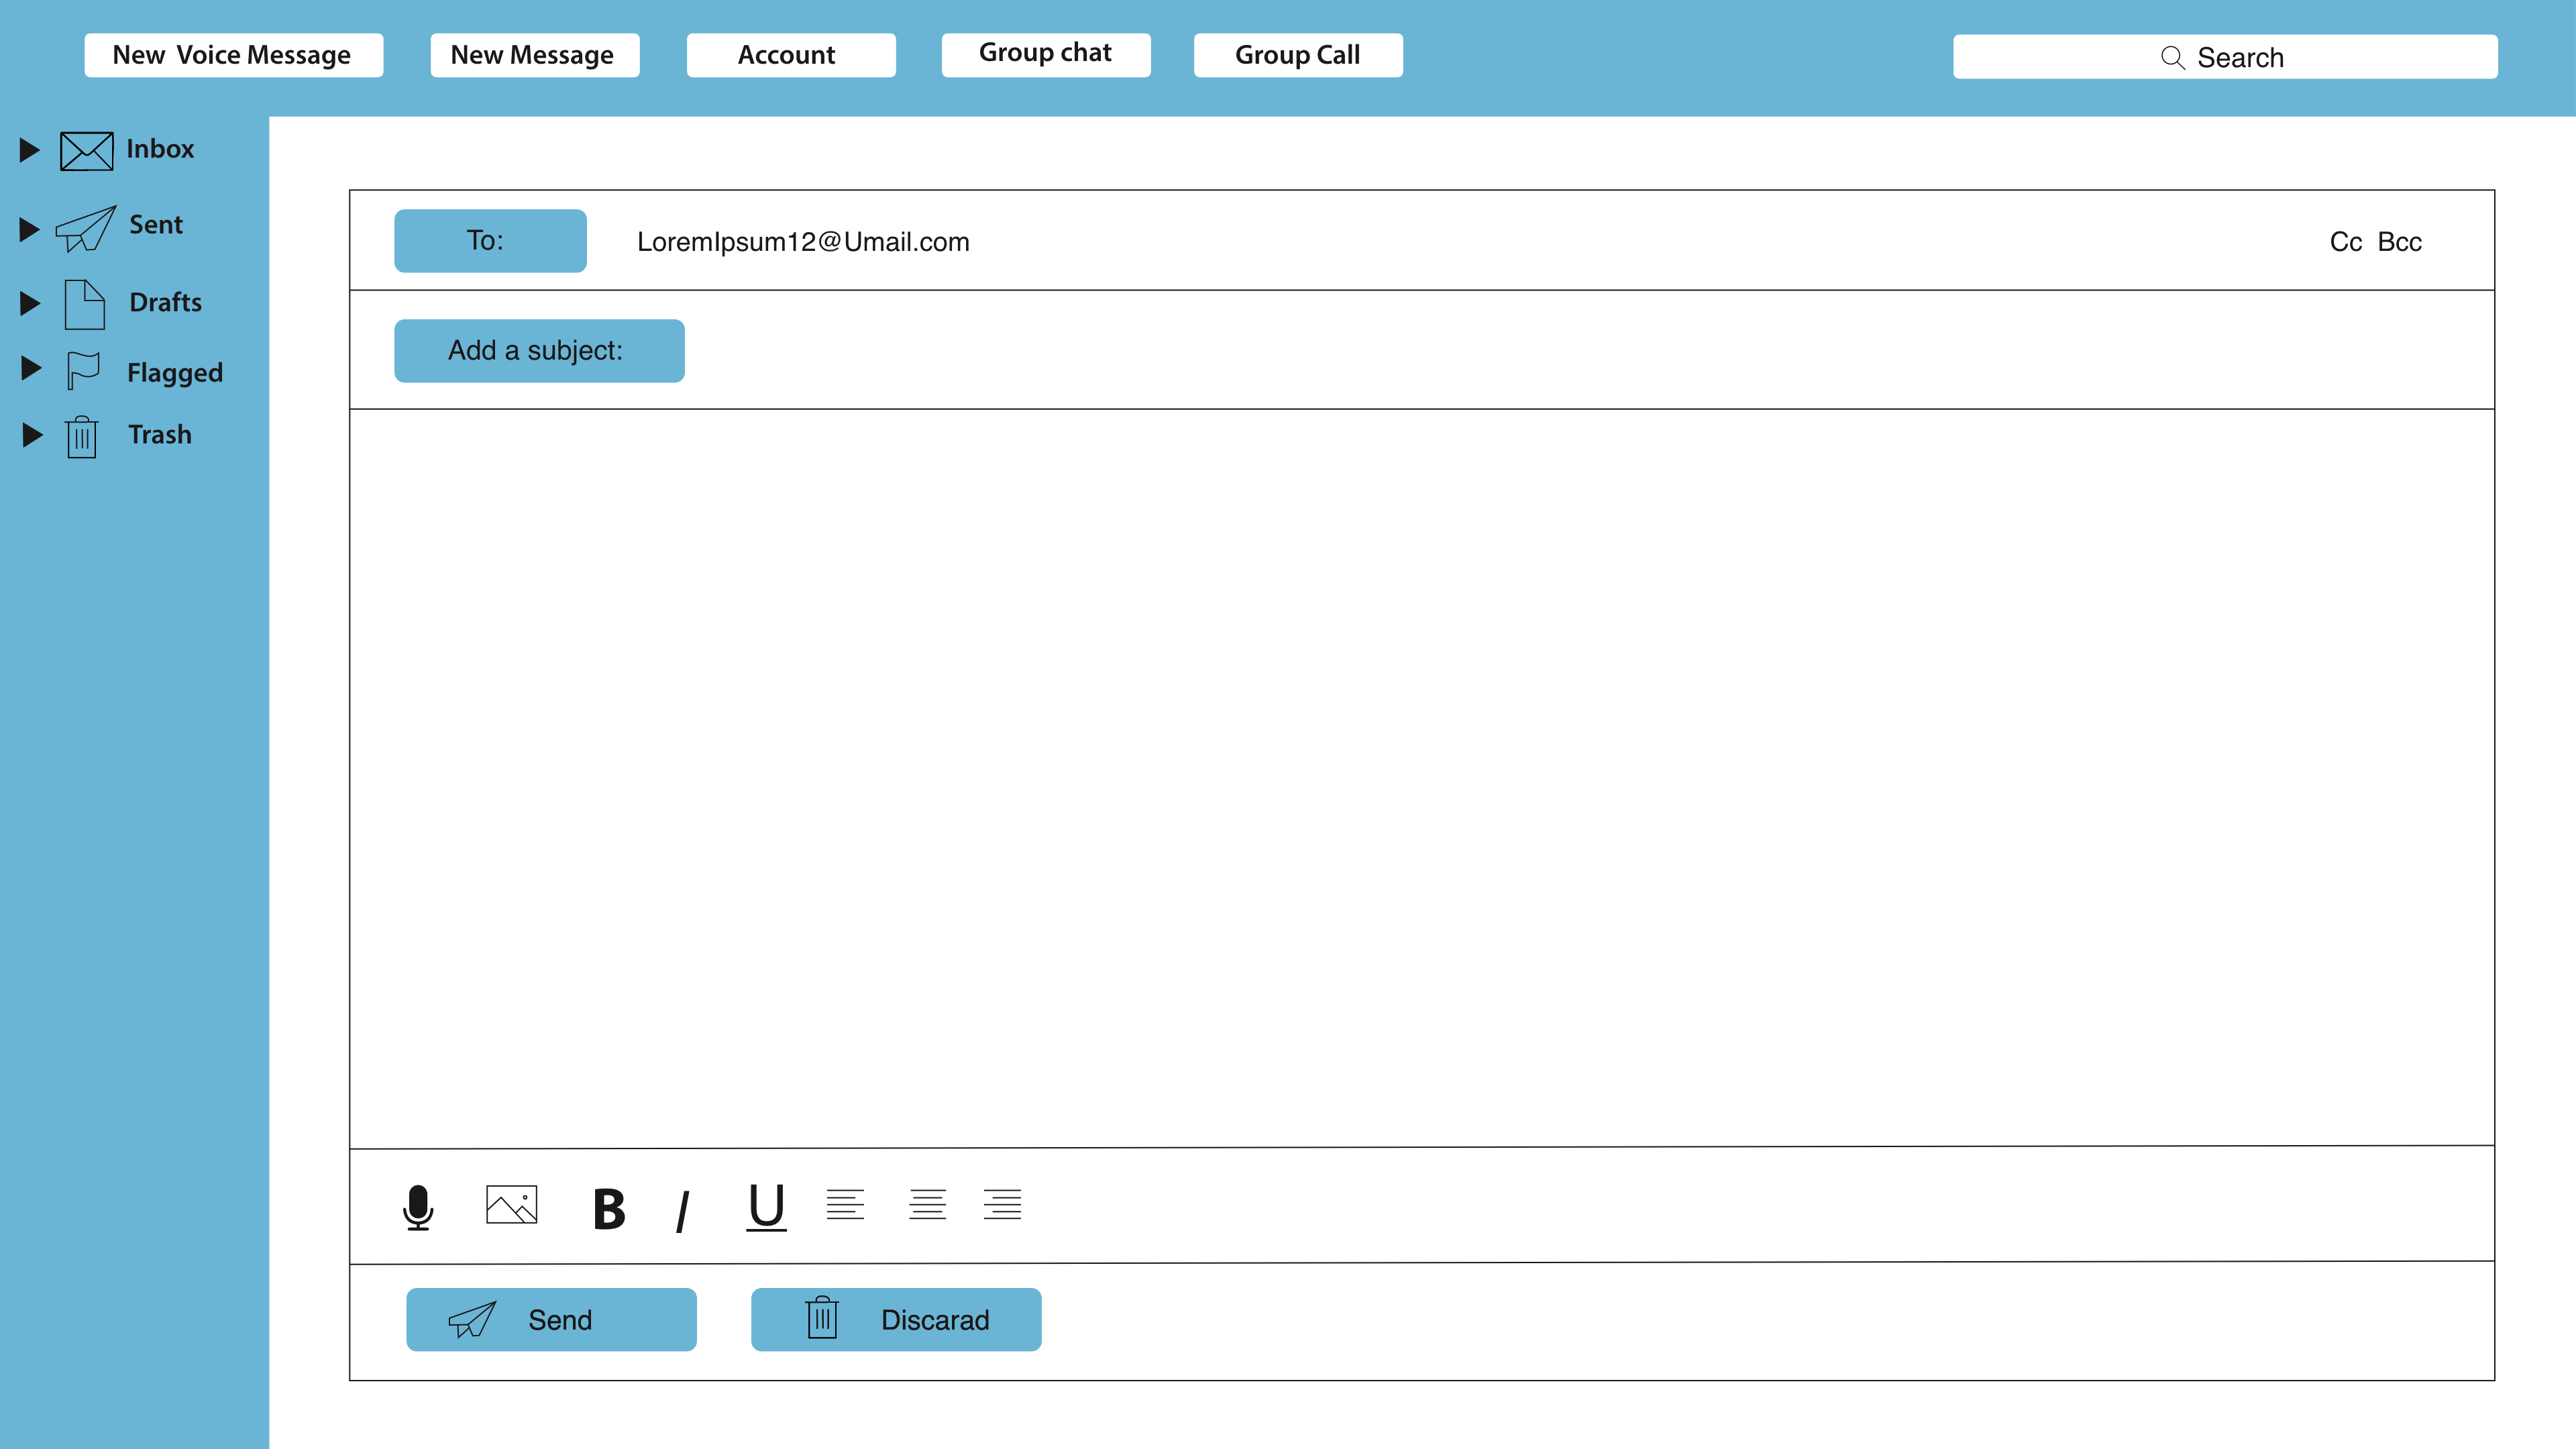 New  Voice Message
New Message
Account
Group chat
Group Call
Search
Inbox
Sent
Drafts
Flagged
Trash
To:
LoremIpsum12@Umail.com
Cc  Bcc
Add a subject:
B
I
U
Send
Discarad